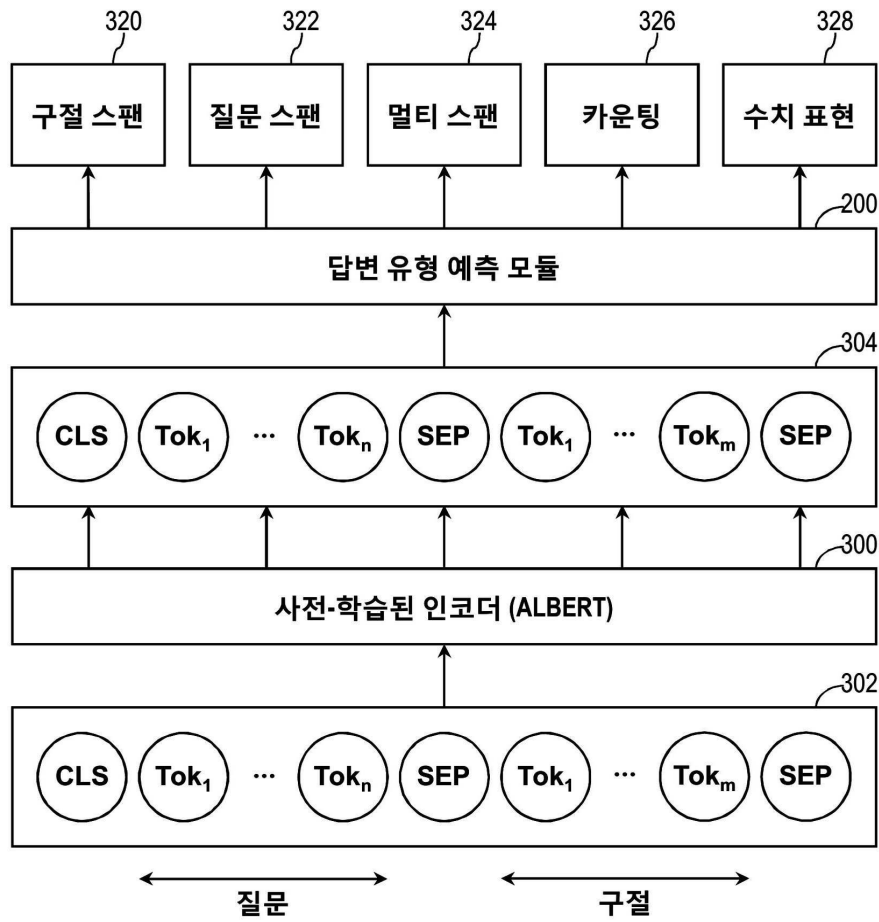 320 322 324 326 328
구절 스팬 질문 스팬 멀티 스팬 카운팅 수치 표현
200
답변 유형 예측 모듈
304
CLS Tok₁ ... Tokₙ SEP Tok₁ ... Tokₘ SEP
300
사전-학습된 인코더 (ALBERT)
302
CLS Tok₁ ... Tokₙ SEP Tok₁ ... Tokₘ SEP
질문 구절